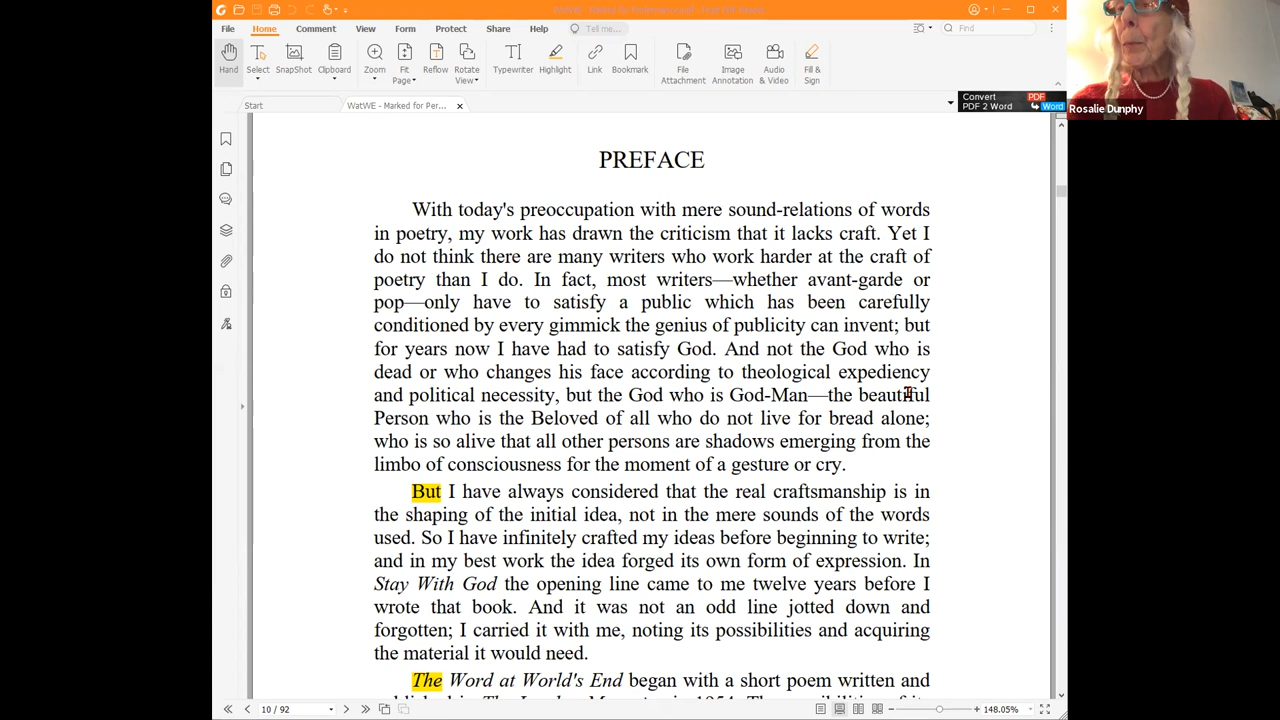 File Home Comment View Form Protect Share Help Tell me... Find
Hand Select SnapShot Clipboard Zoom Fit Page Reflow Rotate View Typewriter Highlight Link Bookmark File Attachment Image Annotation Audio & Video Fill & Sign
Start WatWE - Marked for Per... Convert PDF 2 Word PDF Word
Rosalie Dunphy
PREFACE
With today's preoccupation with mere sound-relations of words
in poetry, my work has drawn the criticism that it lacks craft. Yet I
do not think there are many writers who work harder at the craft of
poetry than I do. In fact, most writers—whether avant-garde or
pop—only have to satisfy a public which has been carefully
conditioned by every gimmick the genius of publicity can invent; but
for years now I have had to satisfy God. And not the God who is
dead or who changes his face according to theological expediency
and political necessity, but the God who is God-Man—the beautiful
Person who is the Beloved of all who do not live for bread alone;
who is so alive that all other persons are shadows emerging from the
limbo of consciousness for the moment of a gesture or cry.
But I have always considered that the real craftsmanship is in
the shaping of the initial idea, not in the mere sounds of the words
used. So I have infinitely crafted my ideas before beginning to write;
and in my best work the idea forged its own form of expression. In
Stay With God the opening line came to me twelve years before I
wrote that book. And it was not an odd line jotted down and
forgotten; I carried it with me, noting its possibilities and acquiring
the material it would need.
The Word at World's End began with a short poem written and
10 / 92 148.05%